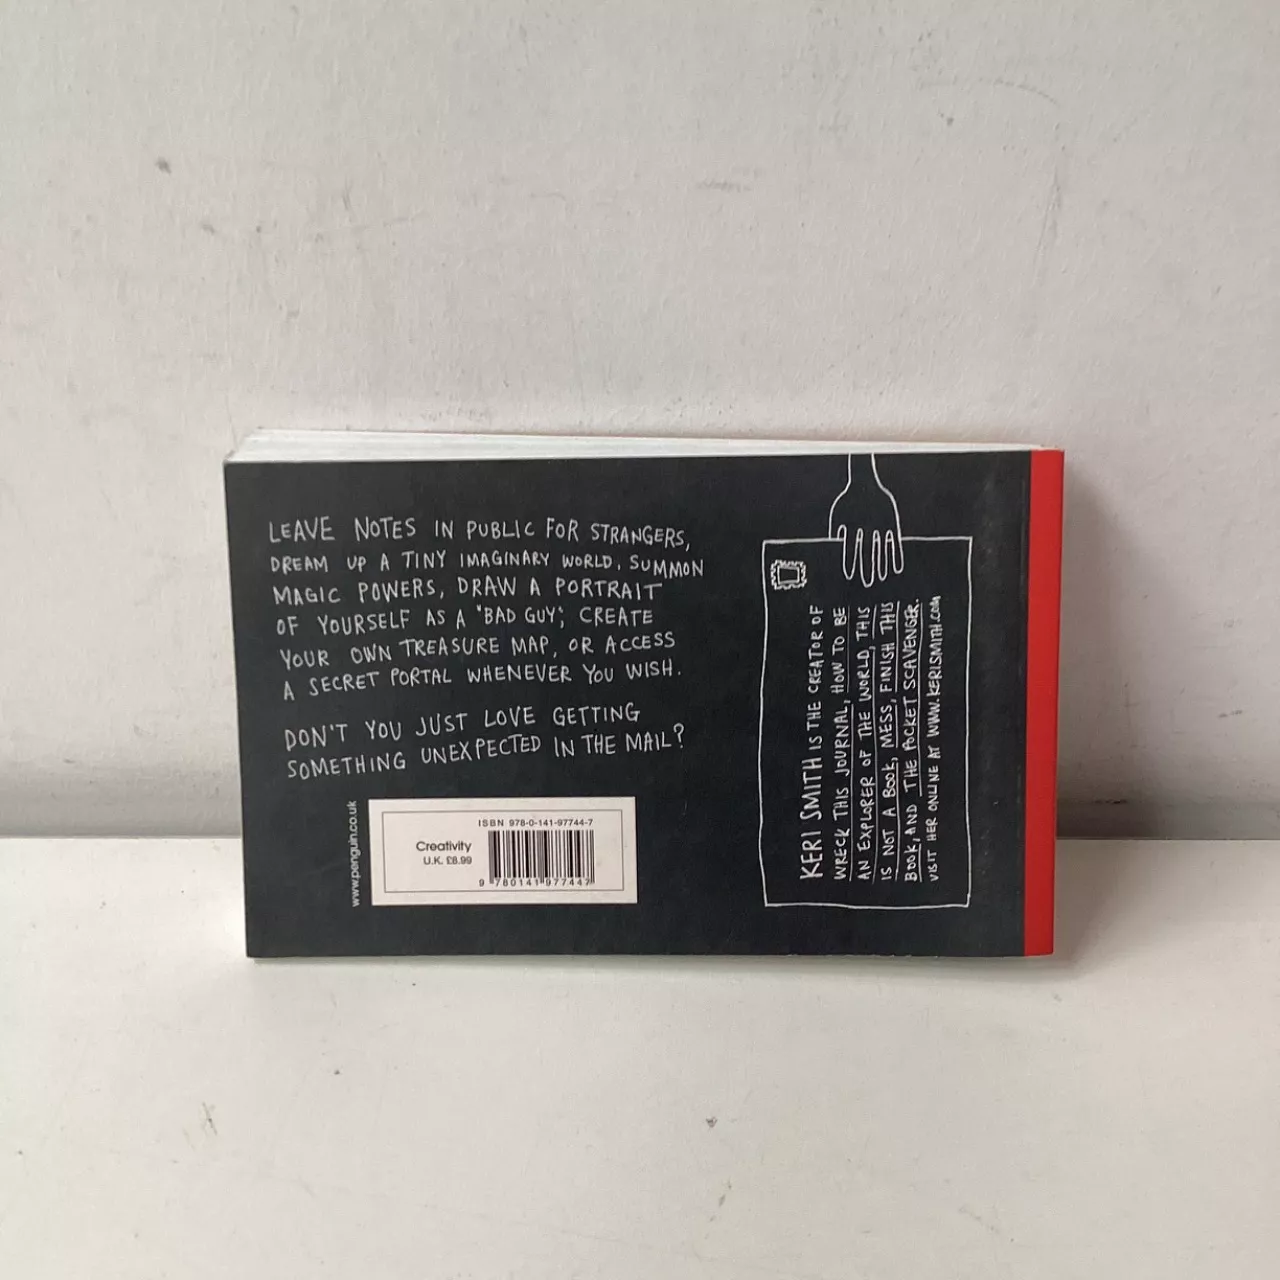 LEAVE NOTES IN PUBLIC FOR STRANGERS,
DREAM UP A TINY IMAGINARY WORLD, SUMMON
MAGIC POWERS, DRAW A PORTRAIT
OF YOURSELF AS A "BAD GUY", CREATE
YOUR OWN TREASURE MAP, OR ACCESS
A SECRET PORTAL WHENEVER YOU WISH.
DON'T YOU JUST LOVE GETTING
SOMETHING UNEXPECTED IN THE MAIL?
www.penguin.co.uk
Creativity
U.K. £8.99
ISBN 978-0-141-97744-7
9 780141 977447
KERI SMITH IS THE CREATOR OF
WRECK THIS JOURNAL, HOW TO BE
AN EXPLORER OF THE WORLD, THIS
IS NOT A BOOK, MESS, FINISH THIS
BOOK, AND THE POCKET SCAVENGER.
VISIT HER ONLINE AT WWW.KERISMITH.COM